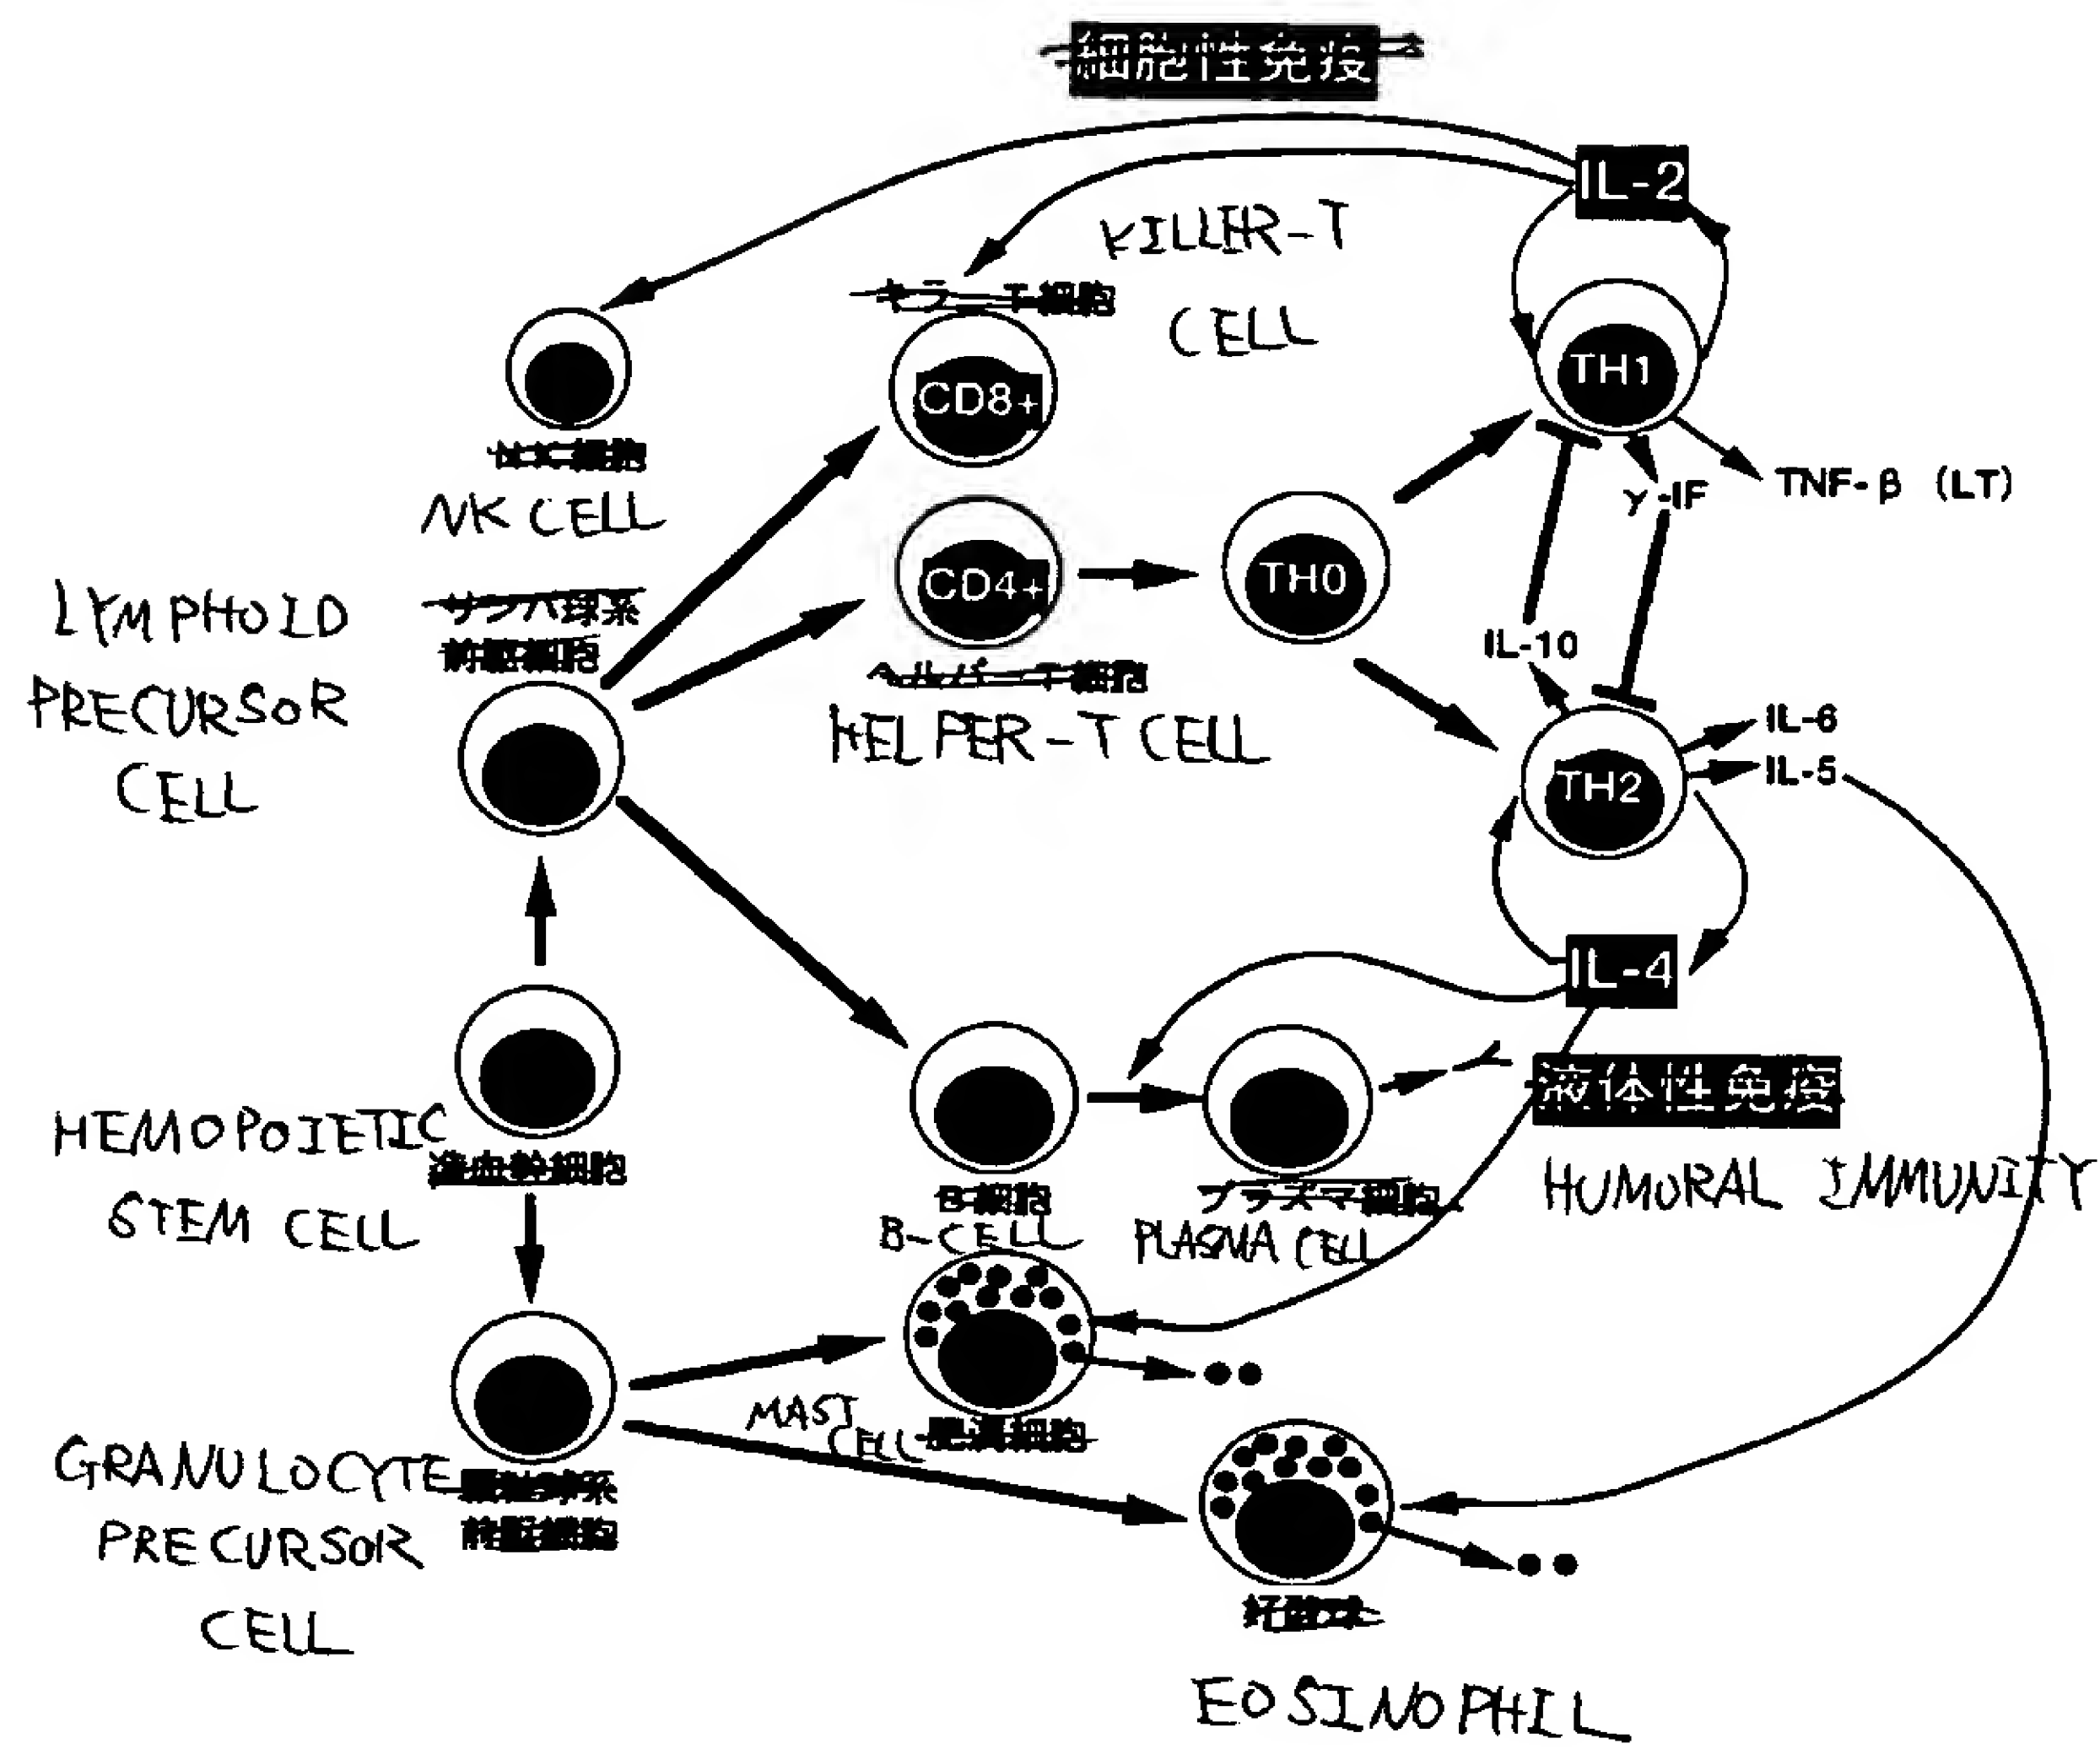 細胞性免疫
IL-2
KILLER-T
CELL
キラーT細胞
TH1
CD8+
NK細胞
NK CELL
TNF-β (LT)
γ-IF
LYMPHOID
PRECURSOR
CELL
リンパ球系
前駆細胞
CD4+
TH0
ヘルパーT細胞
HELPER-T CELL
IL-10
IL-6
IL-5
TH2
IL-4
液体性免疫
HUMORAL IMMUNITY
HEMOPOIETIC
STEM CELL
造血幹細胞
B細胞
B-CELL
プラズマ細胞
PLASMA CELL
MAST
CELL
肥満細胞
GRANULOCYTE
PRECURSOR
CELL
前駆細胞
好酸球
EOSINOPHIL